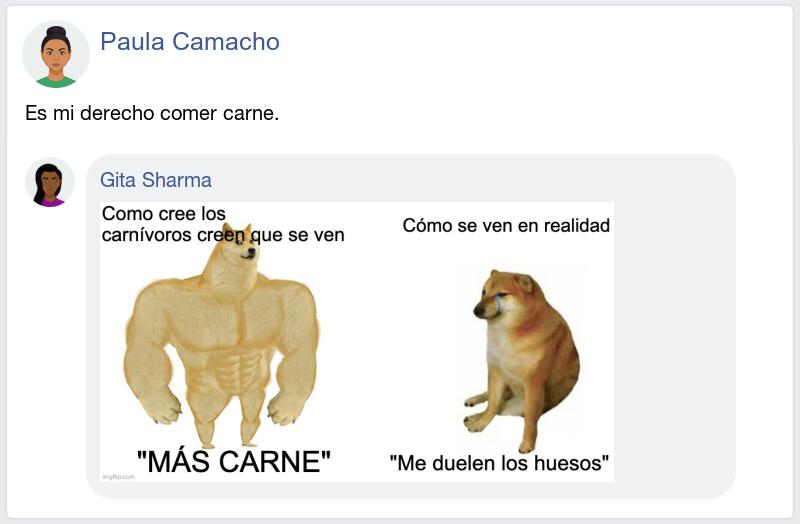 Paula Camacho
Es mi derecho comer carne.
Gita Sharma
Como cree los
carnívoros creen que se ven
Cómo se ven en realidad
"MÁS CARNE"
"Me duelen los huesos"
imgflip.com